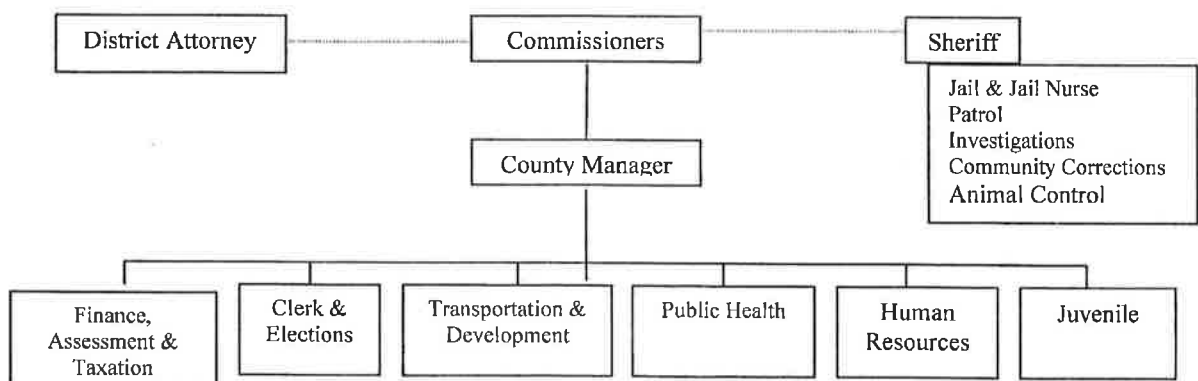 District Attorney
Commissioners
Sheriff
Jail & Jail Nurse
Patrol
Investigations
Community Corrections
Animal Control
County Manager
Finance,
Assessment &
Taxation
Clerk &
Elections
Transportation &
Development
Public Health
Human
Resources
Juvenile